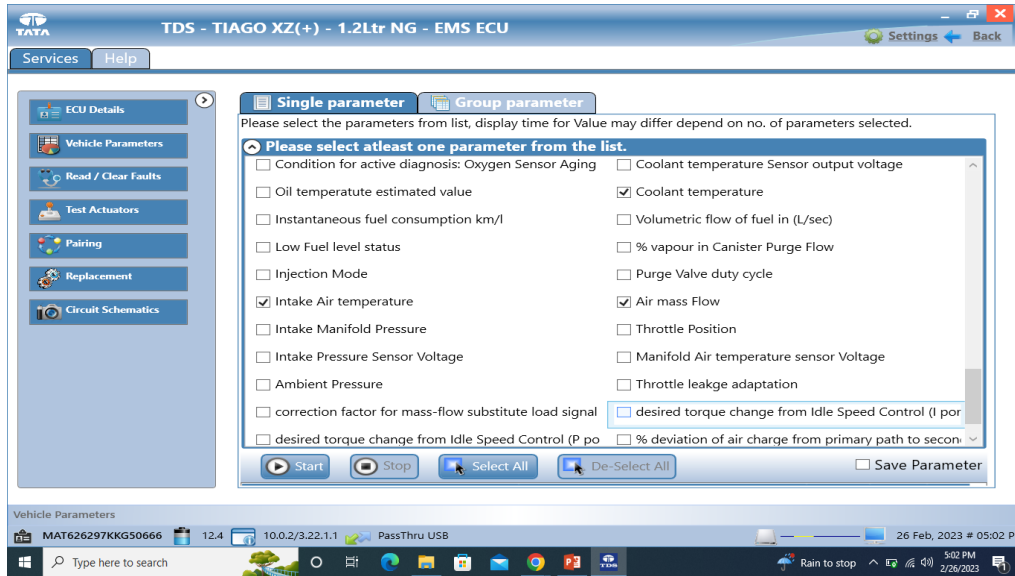 TATA
TDS - TIAGO XZ(+) - 1.2Ltr NG - EMS ECU
Settings Back
Services Help
ECU Details
Vehicle Parameters
Read / Clear Faults
Test Actuators
Pairing
Replacement
Circuit Schematics
Single parameter Group parameter
Please select the parameters from list, display time for Value may differ depend on no. of parameters selected.
Please select atleast one parameter from the list.
Condition for active diagnosis: Oxygen Sensor Aging Coolant temperature Sensor output voltage
Oil temperatute estimated value Coolant temperature
Instantaneous fuel consumption km/l Volumetric flow of fuel in (L/sec)
Low Fuel level status % vapour in Canister Purge Flow
Injection Mode Purge Valve duty cycle
Intake Air temperature Air mass Flow
Intake Manifold Pressure Throttle Position
Intake Pressure Sensor Voltage Manifold Air temperature sensor Voltage
Ambient Pressure Throttle leakge adaptation
correction factor for mass-flow substitute load signal desired torque change from Idle Speed Control (I por
desired torque change from Idle Speed Control (P po % deviation of air charge from primary path to secon
Start Stop Select All De-Select All Save Parameter
Vehicle Parameters
MAT626297KKG50666 12.4 10.0.2/3.22.1.1 PassThru USB 26 Feb, 2023 # 05:02 P
Type here to search TDS Rain to stop 5:02 PM
2/26/2023